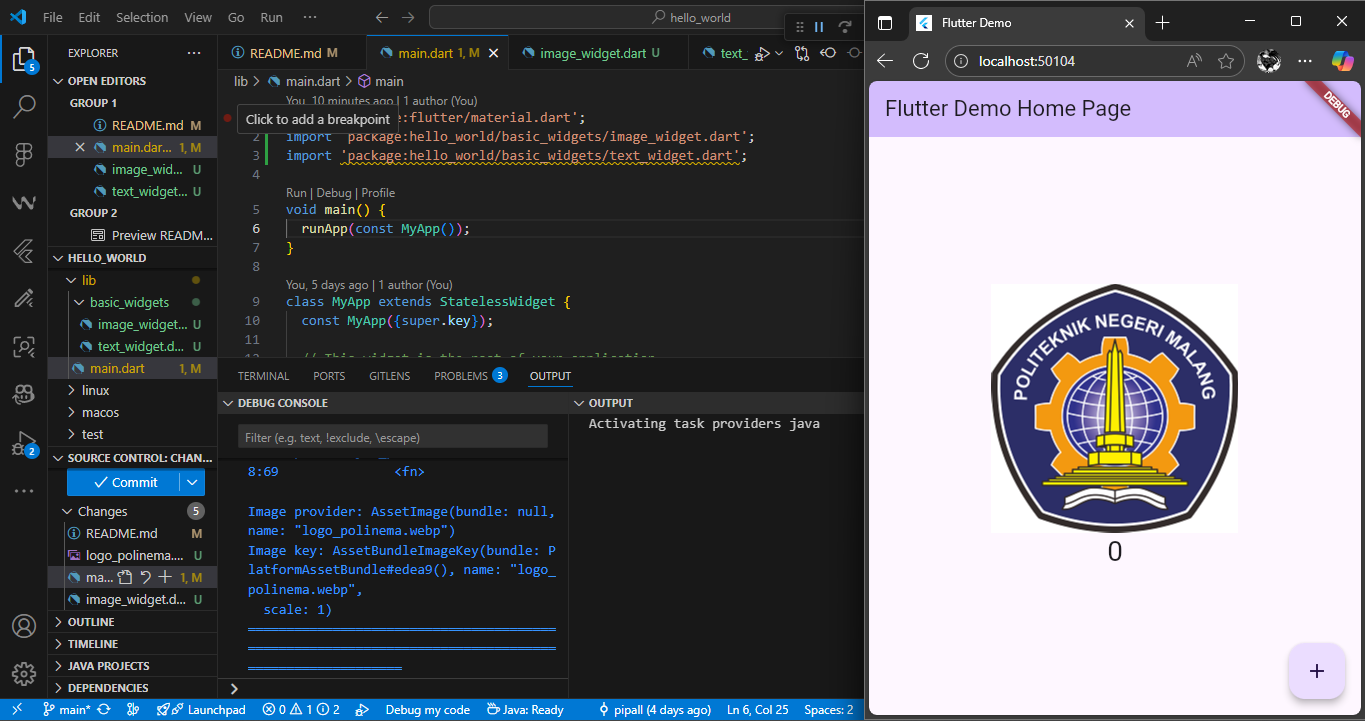 File Edit Selection View Go Run ··· hello_world
EXPLORER ···
OPEN EDITORS
GROUP 1
README.md M
main.dar... 1, M
image_wid... U
text_widget... U
GROUP 2
Preview READM...
HELLO_WORLD
lib
basic_widgets
image_widget... U
text_widget.d... U
main.dart 1, M
linux
macos
test
SOURCE CONTROL: CHAN...
Commit
Changes 5
README.md M
logo_polinema.... U
ma... 1, M
image_widget.d... U
OUTLINE
TIMELINE
JAVA PROJECTS
DEPENDENCIES
5
2
README.md M
main.dart 1, M
image_widget.dart U
text_
lib > main.dart > main
You, 10 minutes ago | 1 author (You)
Click to add a breakpoint
e:flutter/material.dart';
2 import 'package:hello_world/basic_widgets/image_widget.dart';
3 import 'package:hello_world/basic_widgets/text_widget.dart';
4
Run | Debug | Profile
5 void main() {
6 runApp(const MyApp());
7 }
8
You, 5 days ago | 1 author (You)
9 class MyApp extends StatelessWidget {
10 const MyApp({super.key});
11
12 // This widget is the root of your application
TERMINAL PORTS GITLENS PROBLEMS 3 OUTPUT
DEBUG CONSOLE
Filter (e.g. text, !exclude, \escape)
8:69 <fn>
Image provider: AssetImage(bundle: null,
name: "logo_polinema.webp")
Image key: AssetBundleImageKey(bundle: P
latformAssetBundle#edea9(), name: "logo_
polinema.webp",
scale: 1)
════════════════════════════════════════
════════════════════════════════════════
════════════════════
OUTPUT
Activating task providers java
main* Launchpad 0 1 2 Debug my code Java: Ready pipall (4 days ago) Ln 6, Col 25 Spaces: 2
Flutter Demo
localhost:50104
Flutter Demo Home Page
DEBUG
POLITEKNIK NEGERI MALANG
0
+